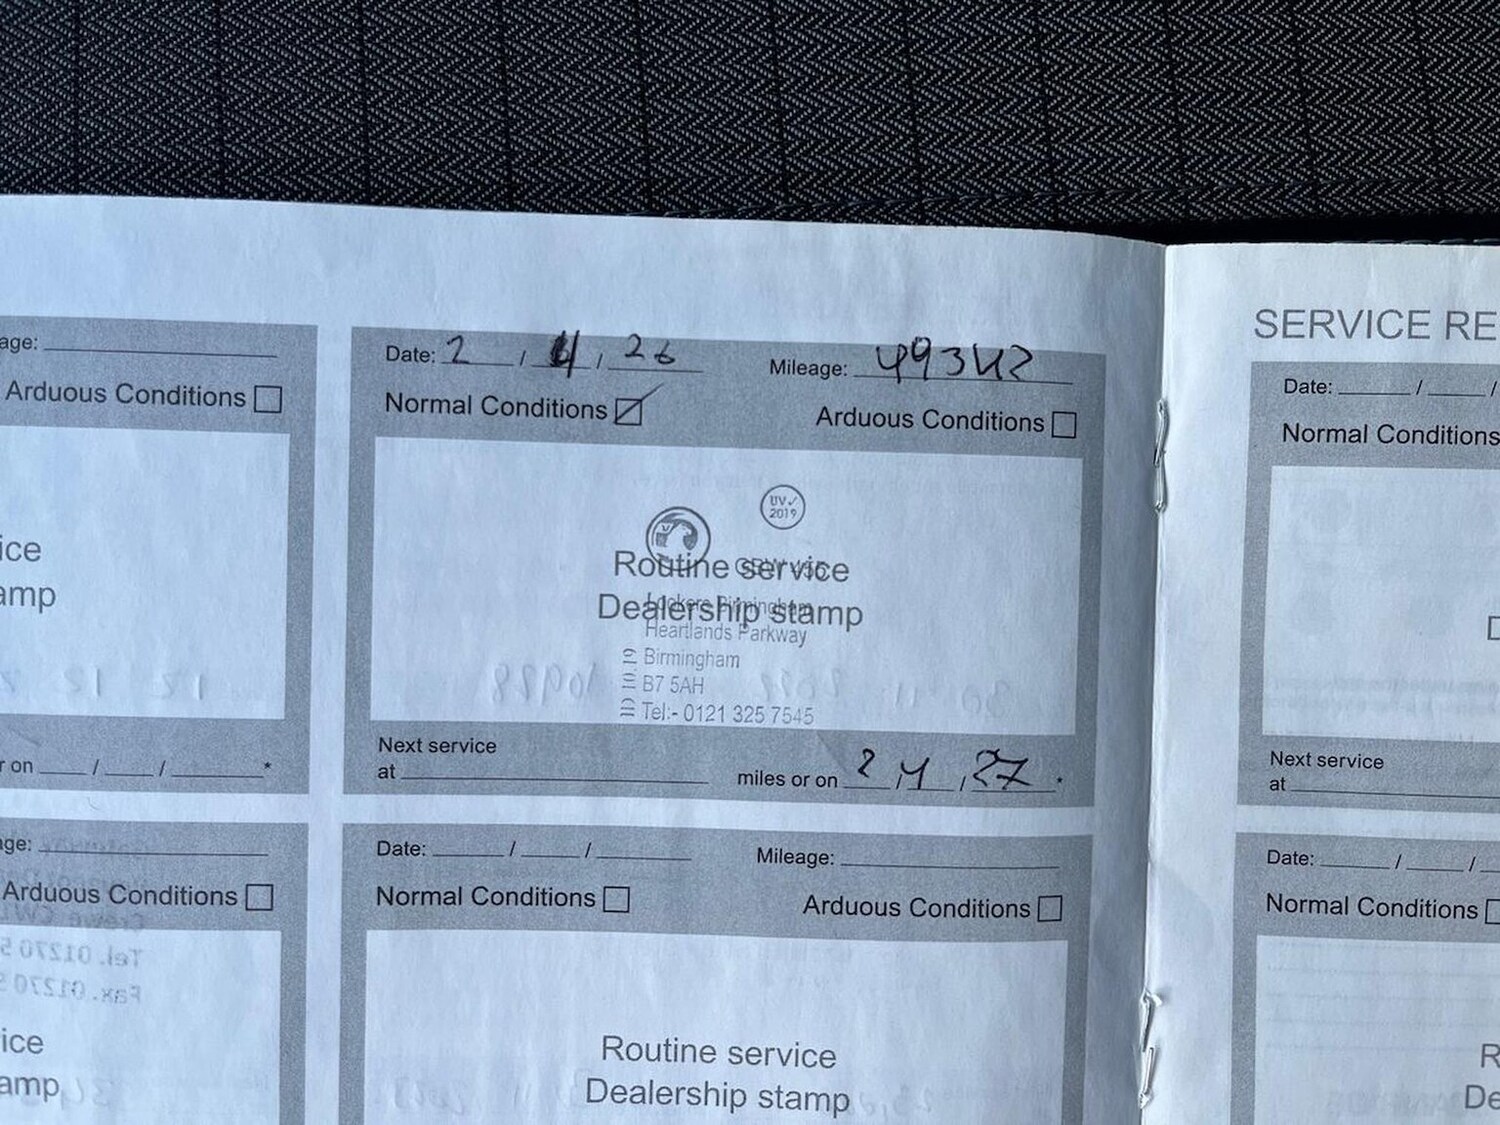 SERVICE RE
age:
Arduous Conditions
ice
amp
r on / / *
Date: 2 / 4 / 26 Mileage: 49342
Normal Conditions Arduous Conditions
UV✓
2019
Routine service
Dealership stamp
Heartlands Parkway
Birmingham
B7 5AH
Tel:- 0121 325 7545
Next service
at miles or on 2 / 4 / 27 *
Date: / /
Normal Conditions
Next service
at
age:
Arduous Conditions
ice
amp
Date: / / Mileage:
Normal Conditions Arduous Conditions
Routine service
Dealership stamp
Date: / /
Normal Conditions
R
De